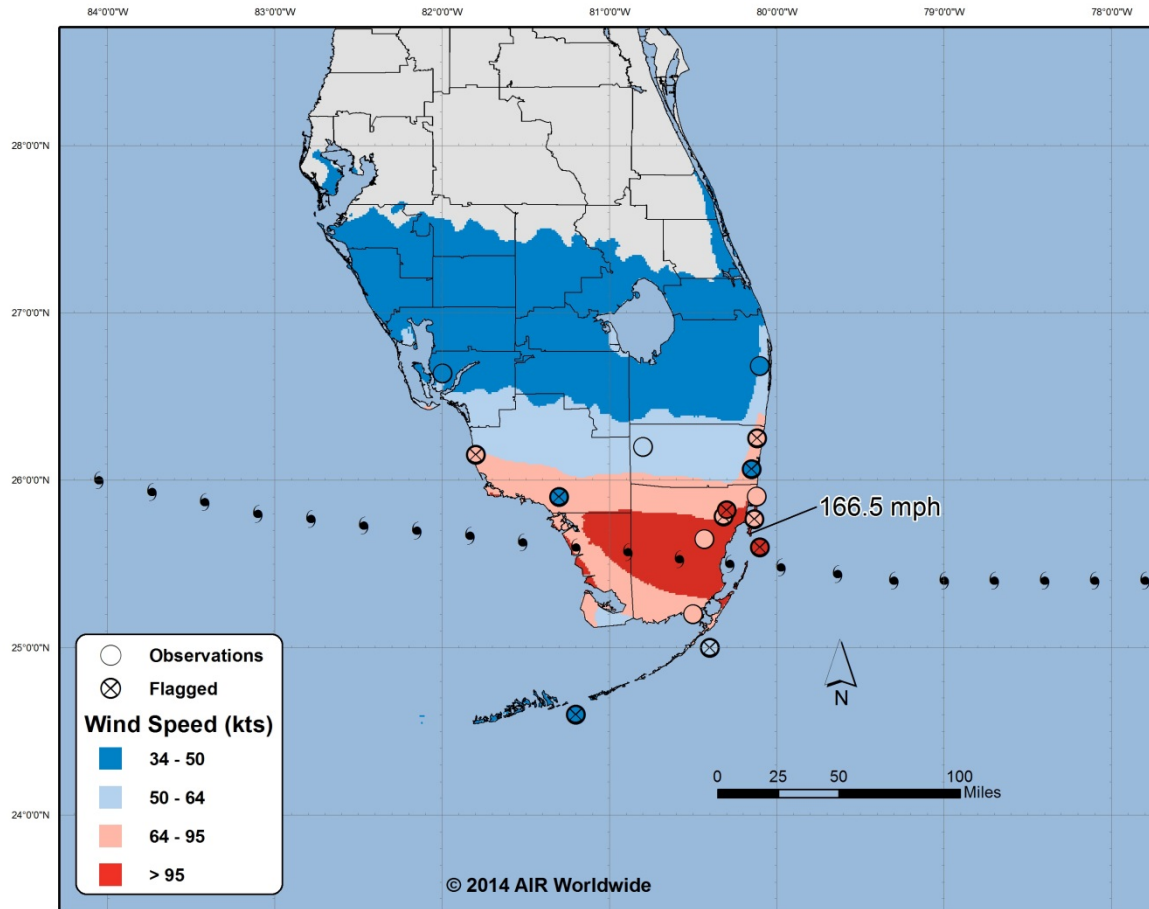 84°0'0"W
83°0'0"W
82°0'0"W
81°0'0"W
80°0'0"W
79°0'0"W
78°0'0"W
28°0'0"N
27°0'0"N
26°0'0"N
25°0'0"N
24°0'0"N
166.5 mph
N
0 25 50 100
Miles
Observations
Flagged
Wind Speed (kts)
34 - 50
50 - 64
64 - 95
> 95
© 2014 AIR Worldwide